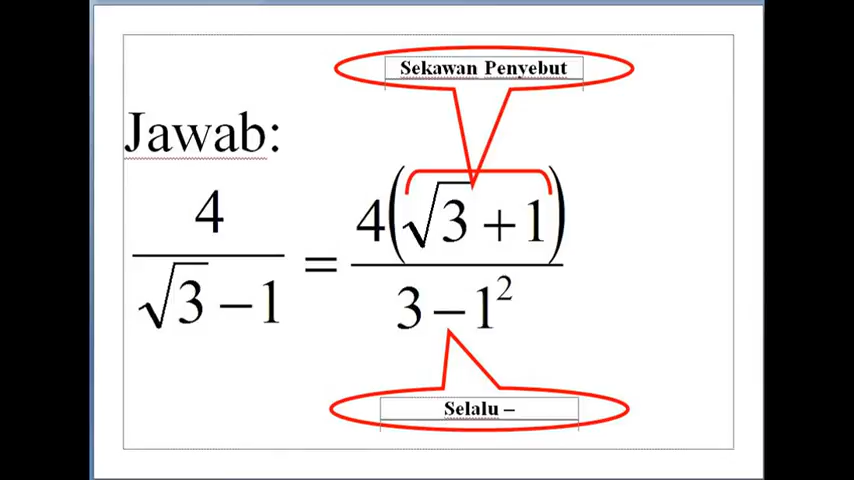 Sekawan Penyebut
Jawab:
4/(√3 − 1) = 4(√3 + 1)/(3 − 1²)
Selalu –